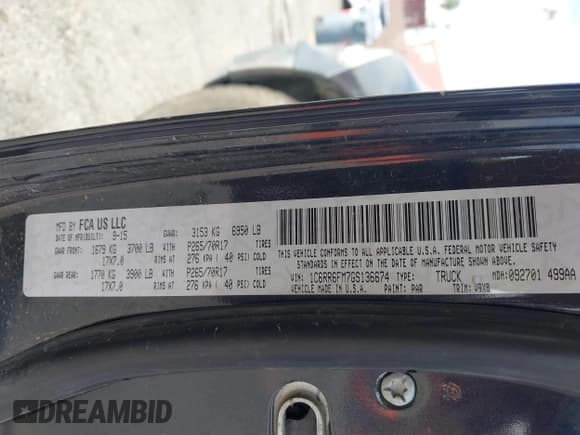 MFD BY FCA US LLC
DATE OF MFR(BUILT): 9-15 GVWR: 3153 KG 6950 LB
GAWR FRONT: 1679 KG 3700 LB WITH P265/70R17 TIRES
17X7.0 RIMS AT 276 KPA( 40 PSI) COLD
GAWR REAR: 1770 KG 3900 LB WITH P265/70R17 TIRES
17X7.0 RIMS AT 276 KPA( 40 PSI) COLD
THIS VEHICLE CONFORMS TO ALL APPLICABLE U.S.A. FEDERAL MOTOR VEHICLE SAFETY
STANDARDS IN EFFECT ON THE DATE OF MANUFACTURE SHOWN ABOVE.
VIN: 1C6RR6FM7GS136674 TYPE: TRUCK MDH:092701 499AA
VEHICLE MADE IN U.S.A. PAINT: PAR TRIM: V9X8
DREAMBID